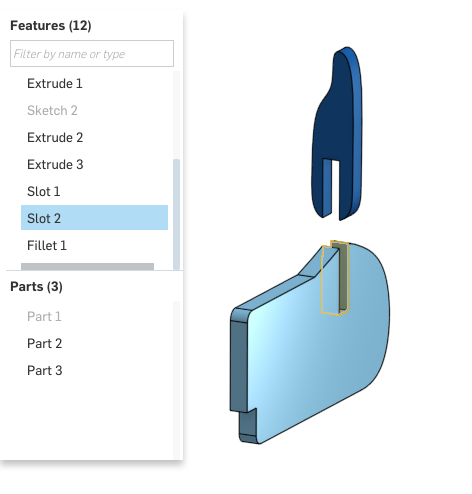 Features (12)
Filter by name or type
Extrude 1
Sketch 2
Extrude 2
Extrude 3
Slot 1
Slot 2
Fillet 1
Parts (3)
Part 1
Part 2
Part 3